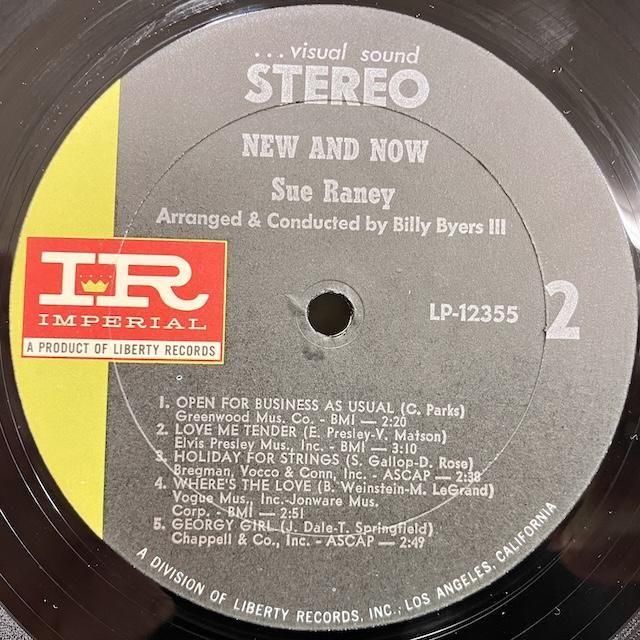 ...visual sound
STEREO
NEW AND NOW
Sue Raney
Arranged & Conducted by Billy Byers III
IR
IMPERIAL
A PRODUCT OF LIBERTY RECORDS
LP-12355
2
1. OPEN FOR BUSINESS AS USUAL (C. Parks)
Greenwood Mus. Co. - BMI — 2:20
2. LOVE ME TENDER (E. Presley-V. Matson)
Elvis Presley Mus., Inc. - BMI — 3:10
3. HOLIDAY FOR STRINGS (S. Gallop-D. Rose)
Bregman, Vocco & Conn, Inc. - ASCAP — 2:38
4. WHERE'S THE LOVE (B. Weinstein-M. LeGrand)
Vogue Mus., Inc.-Jonware Mus.
Corp. - BMI — 2:51
5. GEORGY GIRL (J. Dale-T. Springfield)
Chappell & Co., Inc. - ASCAP — 2:49
A DIVISION OF LIBERTY RECORDS, INC., LOS ANGELES, CALIFORNIA